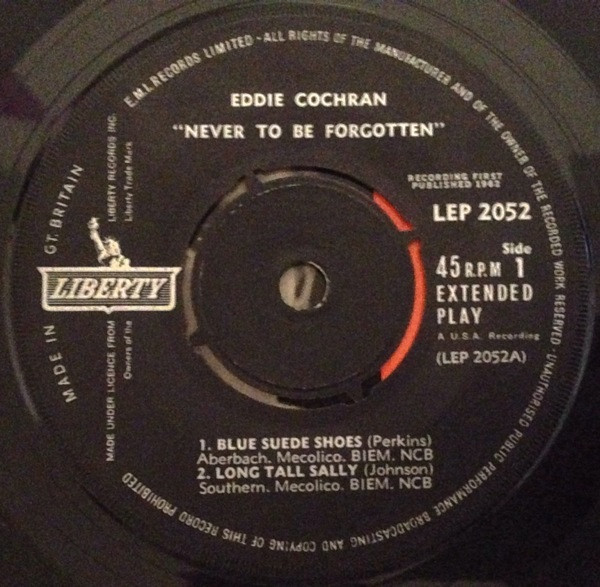 E.M.I. RECORDS LIMITED - ALL RIGHTS OF THE MANUFACTURER AND OF THE OWNER OF THE RECORDED WORK RESERVED - UNAUTHORISED PUBLIC PERFORMANCE BROADCASTING AND COPYING OF THIS RECORD PROHIBITED
EDDIE COCHRAN
"NEVER TO BE FORGOTTEN"
RECORDING FIRST
PUBLISHED 1962
LEP 2052
Side
45 R.P.M 1
EXTENDED
PLAY
A U.S.A. Recording
(LEP 2052A)
MADE IN GT. BRITAIN
LIBERTY
MADE UNDER LICENCE FROM LIBERTY RECORDS INC.
Owners of the Liberty Trade Mark
1. BLUE SUEDE SHOES (Perkins)
Aberbach. Mecolico. BIEM. NCB
2. LONG TALL SALLY (Johnson)
Southern. Mecolico. BIEM. NCB